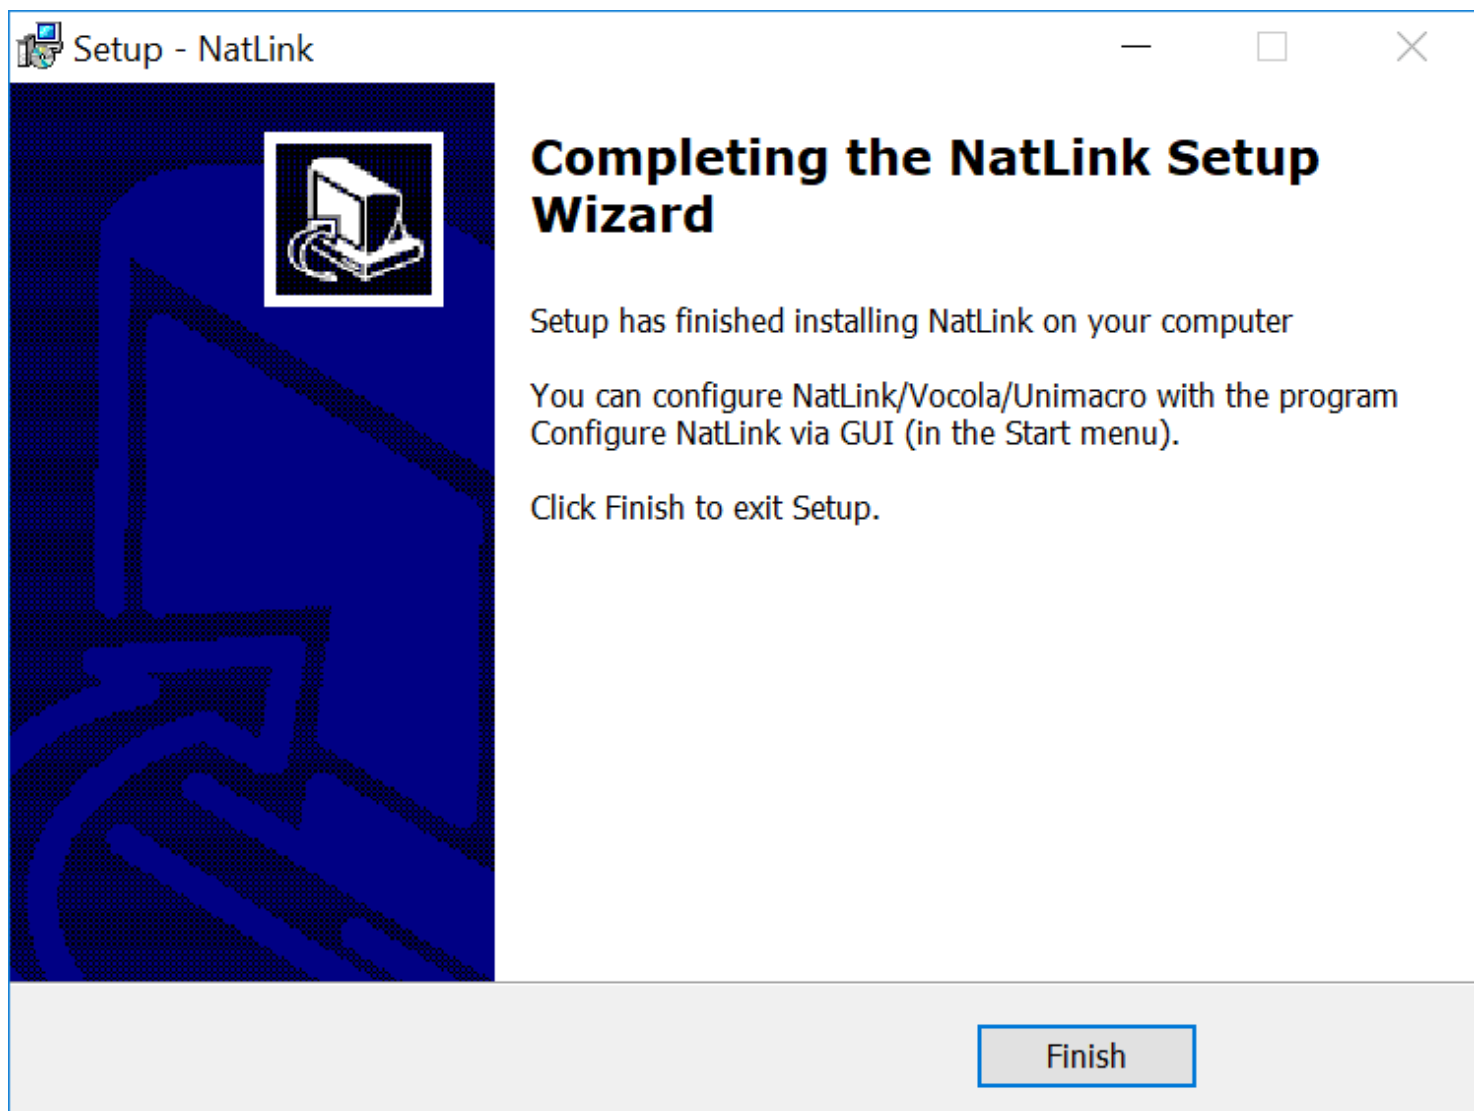 Setup - NatLink
Completing the NatLink Setup
Wizard
Setup has finished installing NatLink on your computer
You can configure NatLink/Vocola/Unimacro with the program
Configure NatLink via GUI (in the Start menu).
Click Finish to exit Setup.
Finish